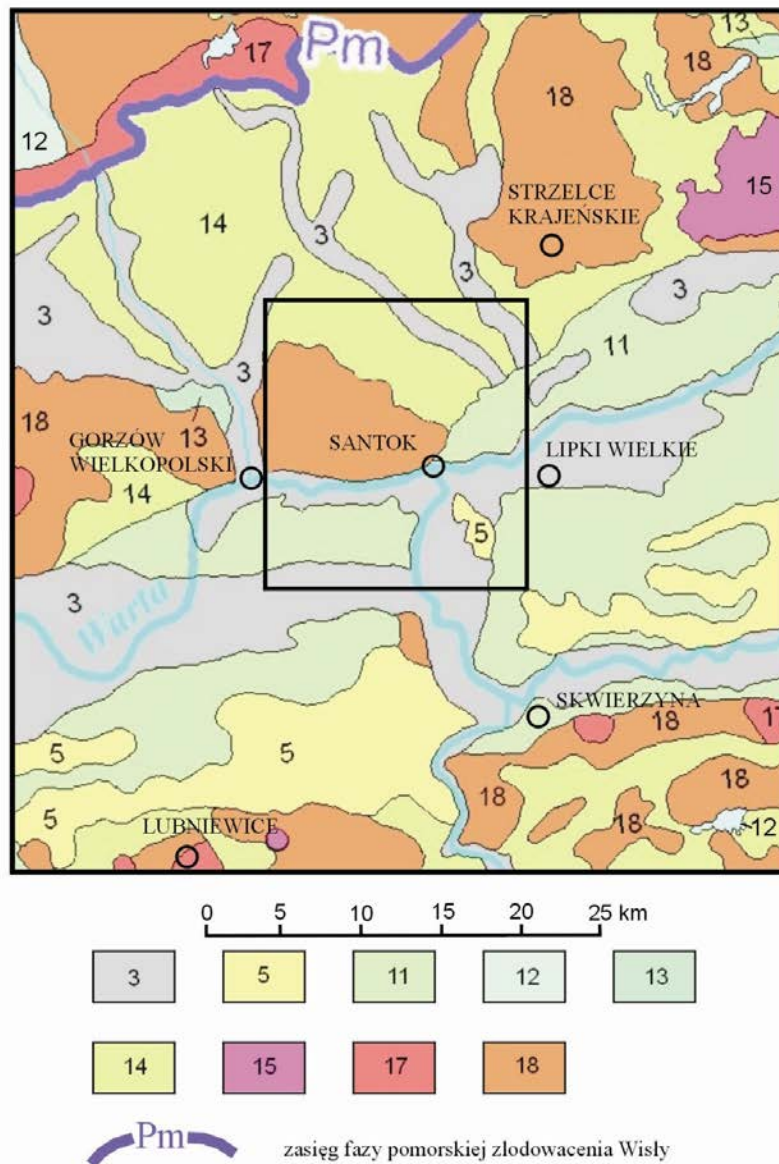 13
17
Pm
18
18
12
15
STRZELCE
KRAJEŃSKIE
14
3
3
3
3
11
3
18
13
GORZÓW
WIELKOPOLSKI
SANTOK
LIPKI WIELKIE
14
5
3
Warta
SKWIERZYNA
18
17
5
5
18
18
5
LUBNIEWICE
18
12
0 5 10 15 20 25 km
3 5 11 12 13
14 15 17 18
Pm zasięg fazy pomorskiej zlodowacenia Wisły